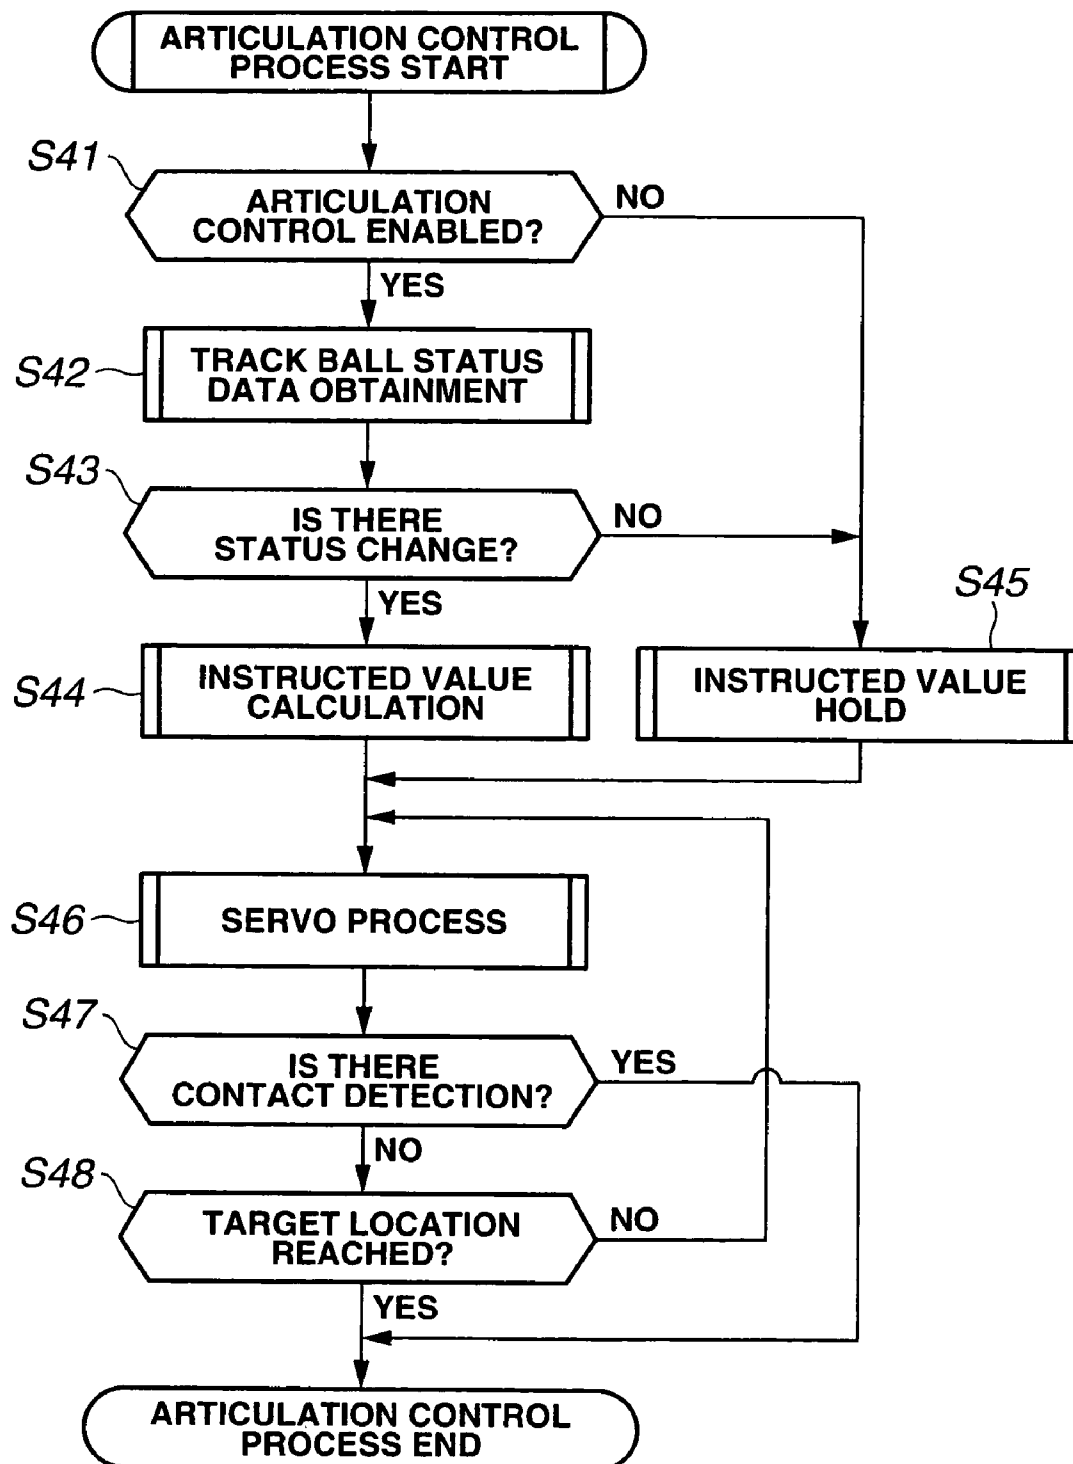 ARTICULATION CONTROL
PROCESS START
S41
ARTICULATION
CONTROL ENABLED?
NO
YES
S42
TRACK BALL STATUS
DATA OBTAINMENT
S43
IS THERE
STATUS CHANGE?
NO
YES
S45
S44
INSTRUCTED VALUE
CALCULATION
INSTRUCTED VALUE
HOLD
S46
SERVO PROCESS
S47
IS THERE
CONTACT DETECTION?
YES
NO
S48
TARGET LOCATION
REACHED?
NO
YES
ARTICULATION CONTROL
PROCESS END